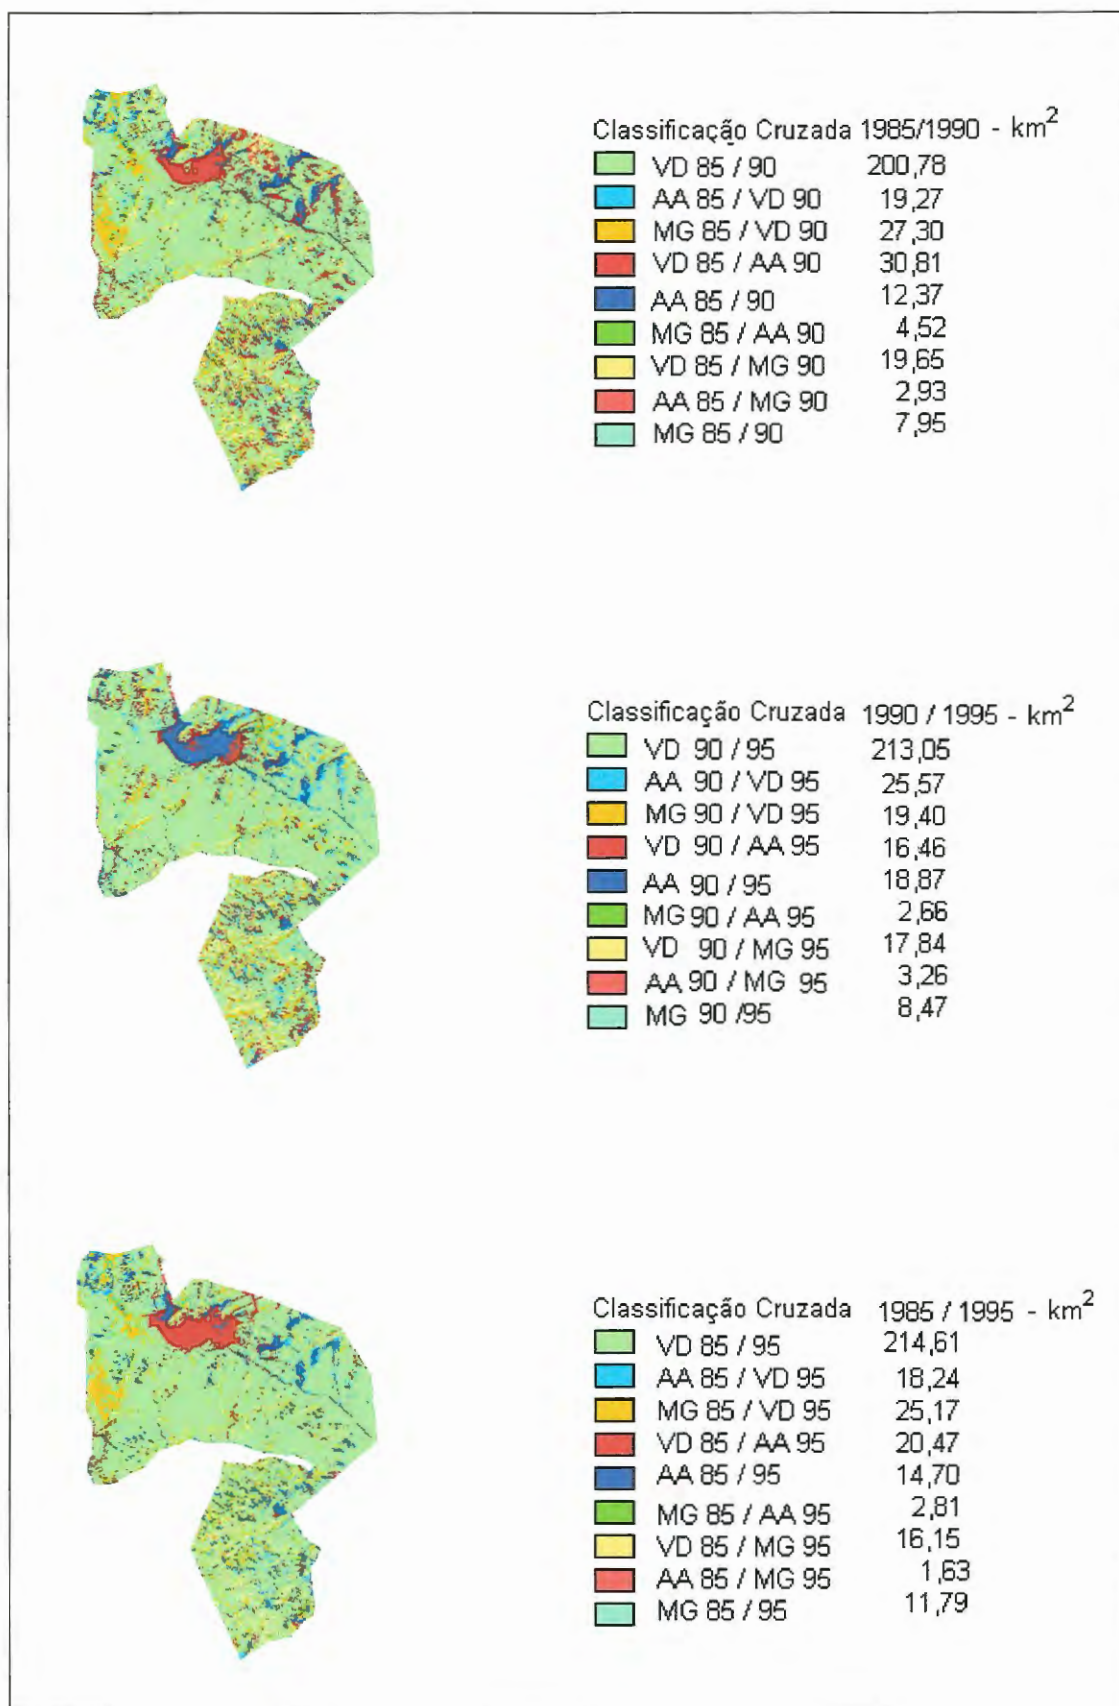 Classificação Cruzada 1985/1990 - km²
VD 85 / 90 200,78
AA 85 / VD 90 19,27
MG 85 / VD 90 27,30
VD 85 / AA 90 30,81
AA 85 / 90 12,37
MG 85 / AA 90 4,52
VD 85 / MG 90 19,65
AA 85 / MG 90 2,93
MG 85 / 90 7,95
Classificação Cruzada 1990 / 1995 - km²
VD 90 / 95 213,05
AA 90 / VD 95 25,57
MG 90 / VD 95 19,40
VD 90 / AA 95 16,46
AA 90 / 95 18,87
MG 90 / AA 95 2,66
VD 90 / MG 95 17,84
AA 90 / MG 95 3,26
MG 90 /95 8,47
Classificação Cruzada 1985 / 1995 - km²
VD 85 / 95 214,61
AA 85 / VD 95 18,24
MG 85 / VD 95 25,17
VD 85 / AA 95 20,47
AA 85 / 95 14,70
MG 85 / AA 95 2,81
VD 85 / MG 95 16,15
AA 85 / MG 95 1,63
MG 85 / 95 11,79